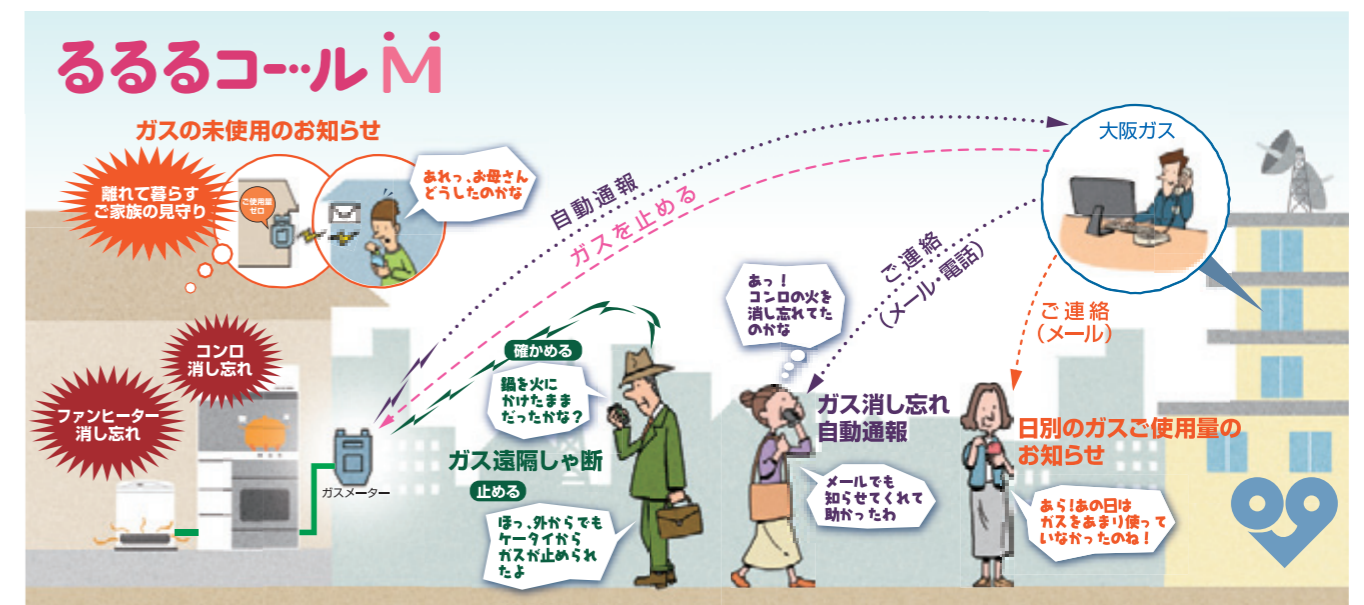 るるるコールM
ガスの未使用のお知らせ
離れて暮らす
ご家族の見守り
ご使用量
ゼロ
あれっ、お母さん
どうしたのかな
自動通報
ガスを止める
大阪ガス
ご連絡
(メール・電話)
ご連絡
(メール)
あっ!
コンロの火を
消し忘れてた
のかな
コンロ
消し忘れ
ファンヒーター
消し忘れ
ガスメーター
確かめる
鍋を火に
かけたまま
だったかな?
ガス遠隔しゃ断
止める
ほっ、外からでも
ケータイから
ガスが止められ
たよ
ガス消し忘れ
自動通報
メールでも
知らせてくれて
助かったわ
日別のガスご使用量の
お知らせ
あら!あの日は
ガスをあまり使って
いなかったのね!